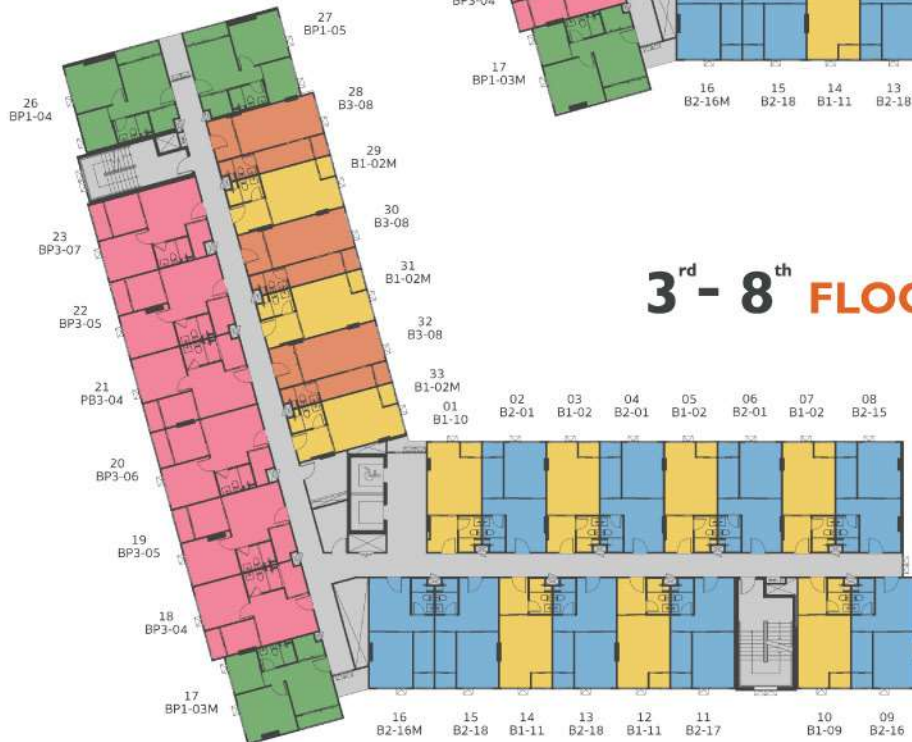 BP3-04
17
BP1-03M
16
B2-16M
15
B2-18
14
B1-11
13
B2-18
27
BP1-05
26
BP1-04
28
B3-08
29
B1-02M
30
B3-08
31
B1-02M
32
B3-08
33
B1-02M
23
BP3-07
22
BP3-05
21
PB3-04
20
BP3-06
19
BP3-05
18
BP3-04
17
BP1-03M
3rd - 8th FLOO
01
B1-10
02
B2-01
03
B1-02
04
B2-01
05
B1-02
06
B2-01
07
B1-02
08
B2-15
16
B2-16M
15
B2-18
14
B1-11
13
B2-18
12
B1-11
11
B2-17
10
B1-09
09
B2-16